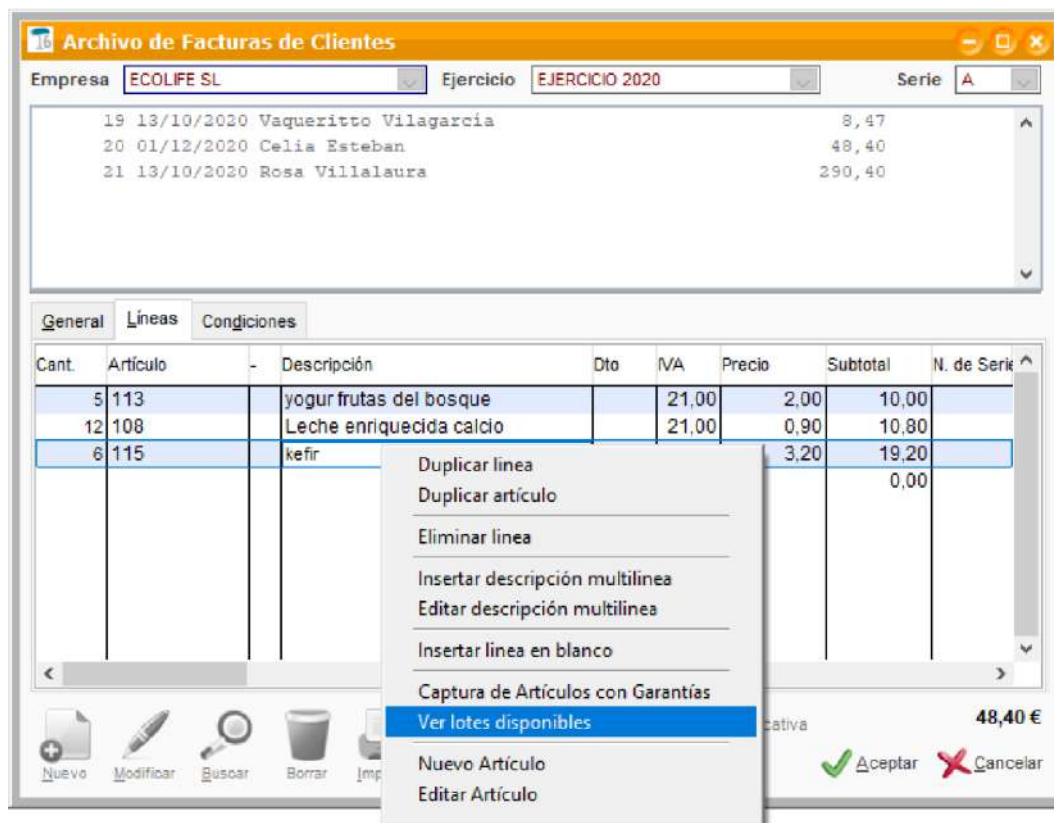 16 Archivo de Facturas de Clientes
Empresa ECOLIFE SL Ejercicio EJERCICIO 2020 Serie A
19 13/10/2020 Vaqueritto Vilagarcía 8,47
20 01/12/2020 Celia Esteban 48,40
21 13/10/2020 Rosa Villalaura 290,40
General Líneas Condiciones
Cant. Artículo - Descripción Dto IVA Precio Subtotal N. de Serie
5 113 yogur frutas del bosque 21,00 2,00 10,00
12 108 Leche enriquecida calcio 21,00 0,90 10,80
6 115 kefir 3,20 19,20
0,00
Duplicar linea
Duplicar artículo
Eliminar linea
Insertar descripción multilinea
Editar descripción multilinea
Insertar linea en blanco
Captura de Artículos con Garantías
Ver lotes disponibles
Nuevo Artículo
Editar Artículo
48,40 €
Nuevo Modificar Buscar Borrar Imp Aceptar Cancelar